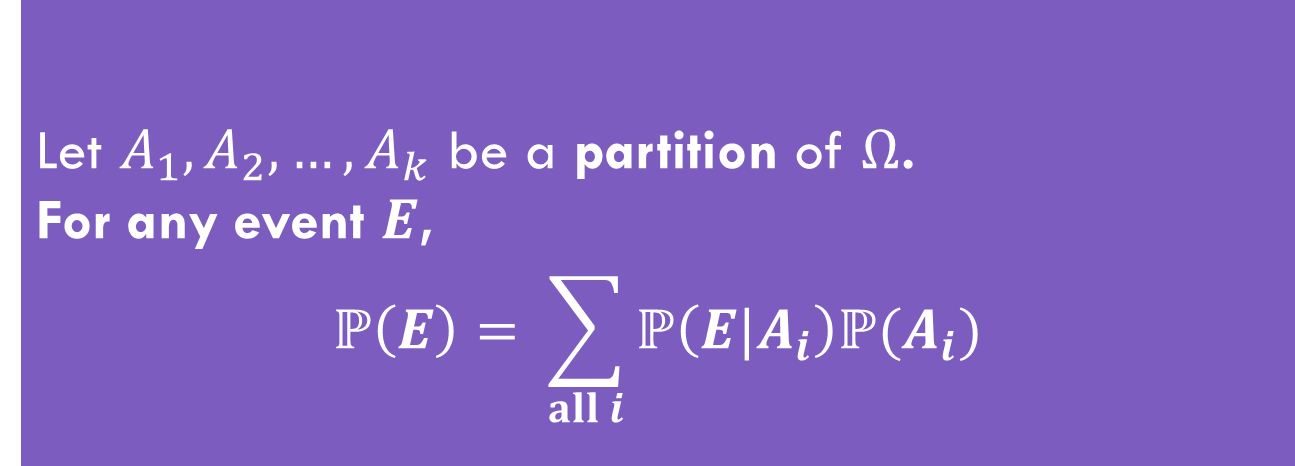 Let A₁, A₂, … , Aₖ be a partition of Ω.
For any event E,
ℙ(E) = ∑ ℙ(E|Aᵢ)ℙ(Aᵢ)
all i